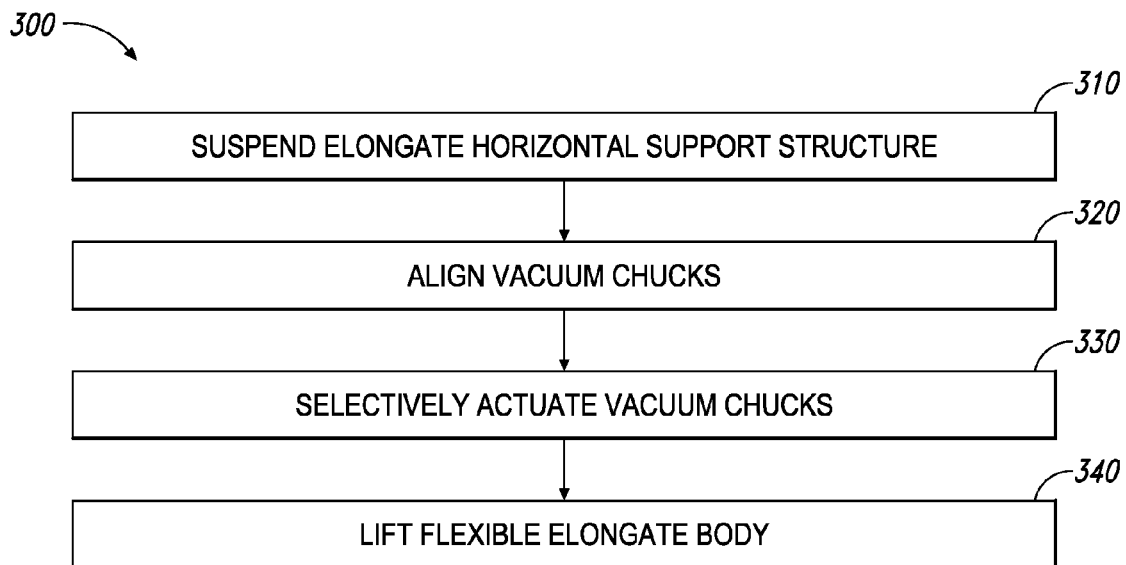 300
310
SUSPEND ELONGATE HORIZONTAL SUPPORT STRUCTURE
320
ALIGN VACUUM CHUCKS
330
SELECTIVELY ACTUATE VACUUM CHUCKS
340
LIFT FLEXIBLE ELONGATE BODY